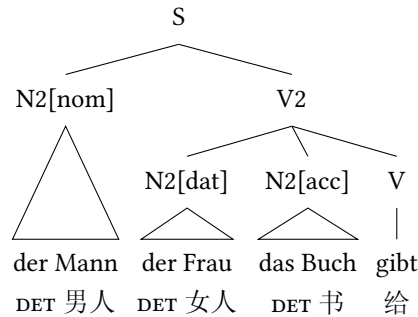 S
N2[nom] V2
N2[dat] N2[acc] V
der Mann der Frau das Buch gibt
DET 男人 DET 女人 DET 书 给